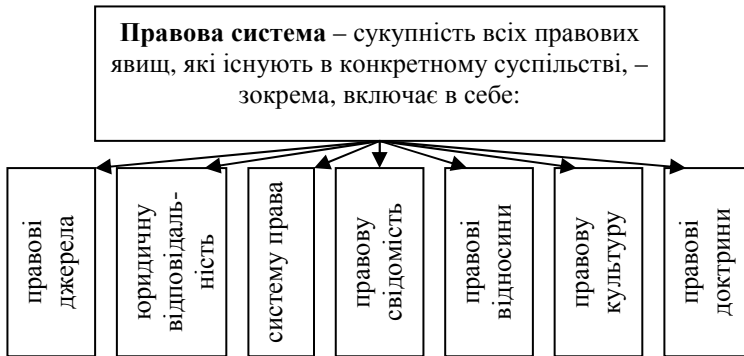 Правова система – сукупність всіх правових
явищ, які існують в конкретному суспільстві, –
зокрема, включає в себе:
правові
джерела
юридичну
відповідаль-
ність
систему права
правову
свідомість
правові
відносини
правову
культуру
правові
доктрини